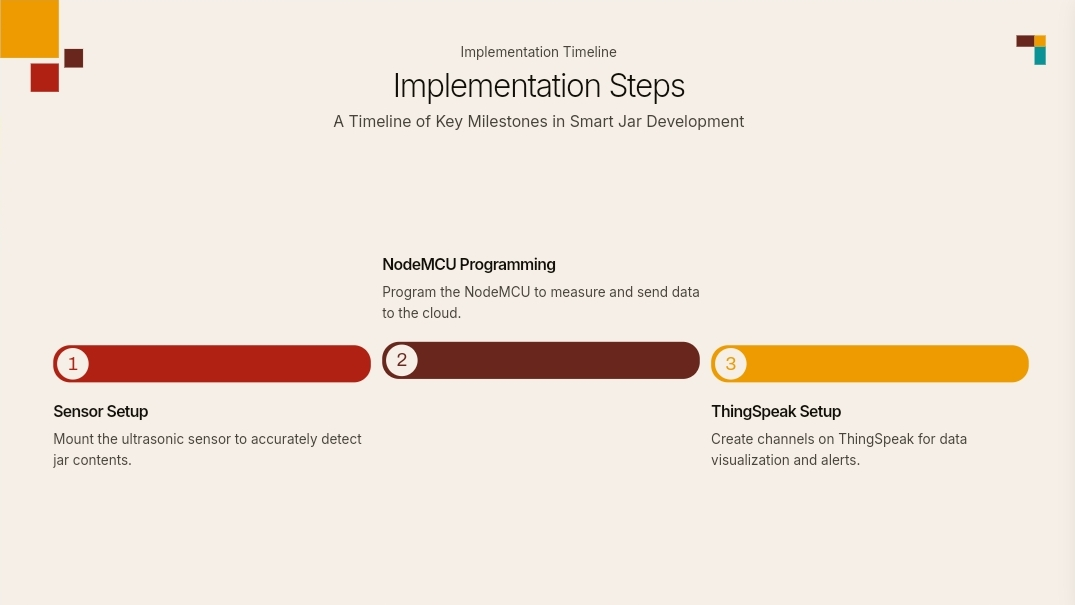 Implementation Timeline
Implementation Steps
A Timeline of Key Milestones in Smart Jar Development
1
Sensor Setup
Mount the ultrasonic sensor to accurately detect
jar contents.
NodeMCU Programming
Program the NodeMCU to measure and send data
to the cloud.
2
3
ThingSpeak Setup
Create channels on ThingSpeak for data
visualization and alerts.